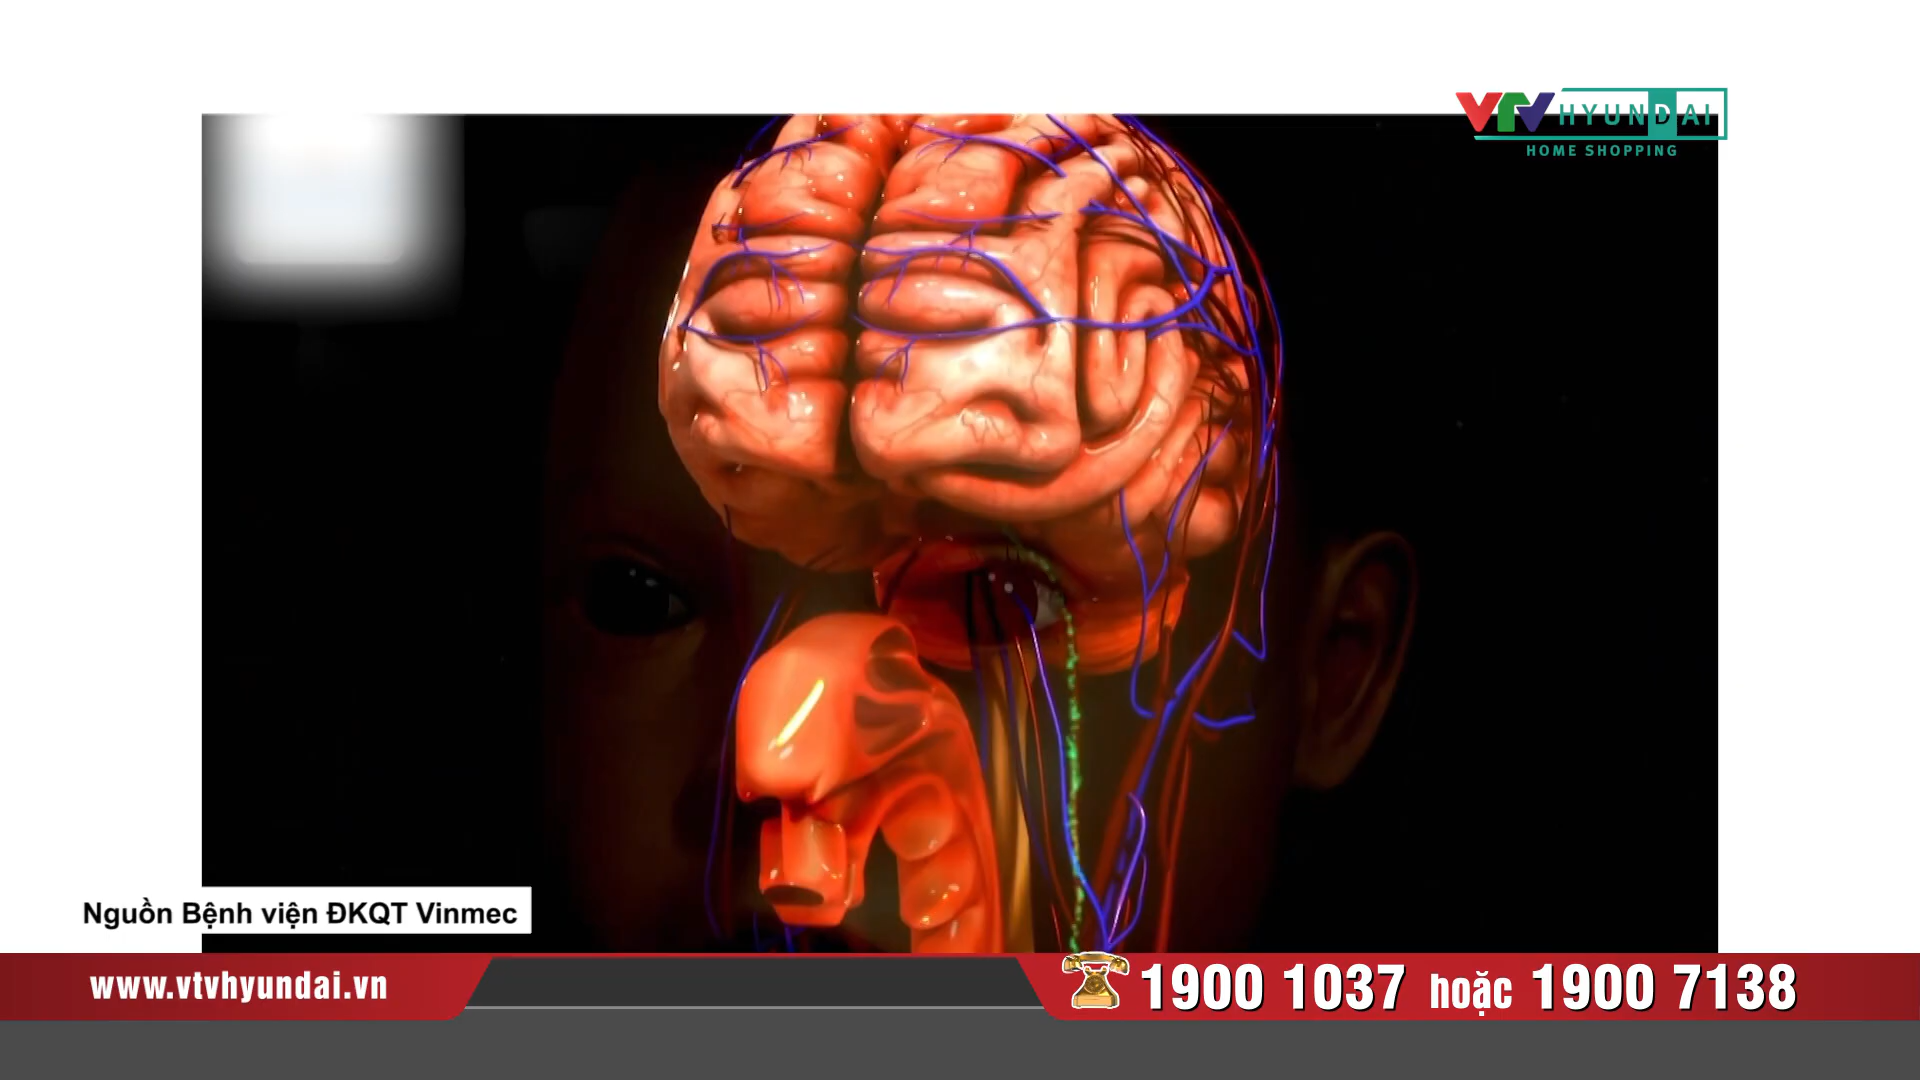 VTV HYUNDAI
HOME SHOPPING
Nguồn Bệnh viện ĐKQT Vinmec
www.vtvhyundai.vn
1900 1037 hoặc 1900 7138